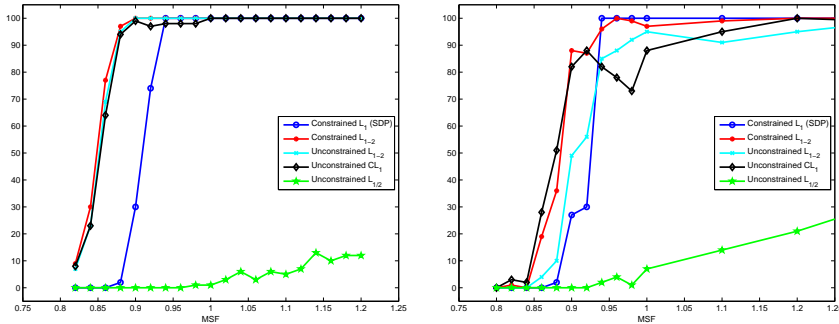 100
90
80
70
60
50
40
30
20
10
0
0.75 0.8 0.85 0.9 0.95 1 1.05 1.1 1.15 1.2 1.25
MSF
Constrained L1 (SDP)
Constrained L1−2
Unconstrained L1−2
Unconstrained CL1
Unconstrained L1/2
100
90
80
70
60
50
40
30
20
10
0
0.75 0.8 0.85 0.9 0.95 1 1.05 1.1 1.15 1.2 1.25
MSF
Constrained L1 (SDP)
Constrained L1−2
Unconstrained L1−2
Unconstrained CL1
Unconstrained L1/2